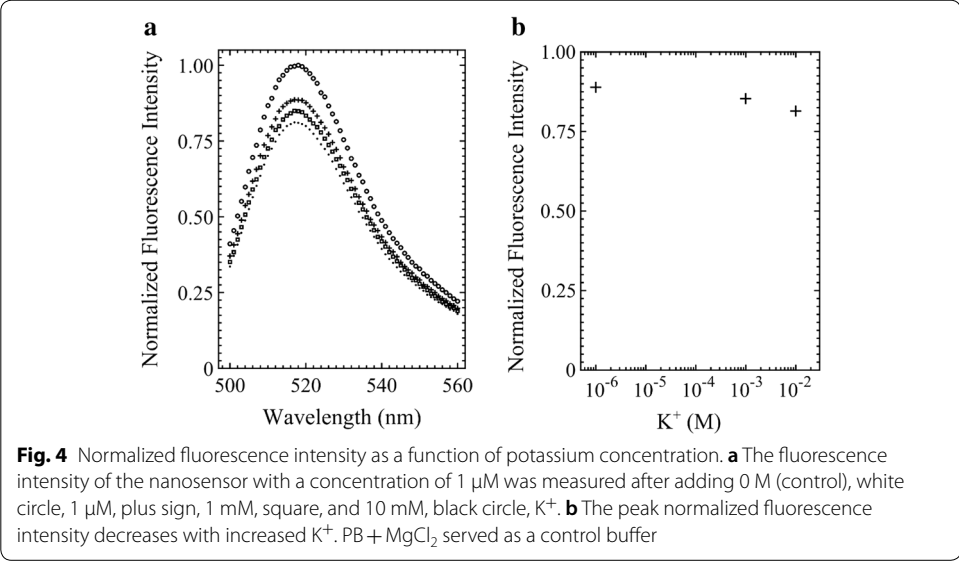 a
b
Normalized Fluorescence Intensity
1.00
0.75
0.50
0.25
0
500 520 540 560
Wavelength (nm)
Normalized Fluorescence Intensity
1.00
0.75
0.50
0.25
0
10⁻⁶ 10⁻⁵ 10⁻⁴ 10⁻³ 10⁻²
K⁺ (M)
Fig. 4 Normalized fluorescence intensity as a function of potassium concentration. a The fluorescence
intensity of the nanosensor with a concentration of 1 μM was measured after adding 0 M (control), white
circle, 1 μM, plus sign, 1 mM, square, and 10 mM, black circle, K⁺. b The peak normalized fluorescence
intensity decreases with increased K⁺. PB + MgCl₂ served as a control buffer